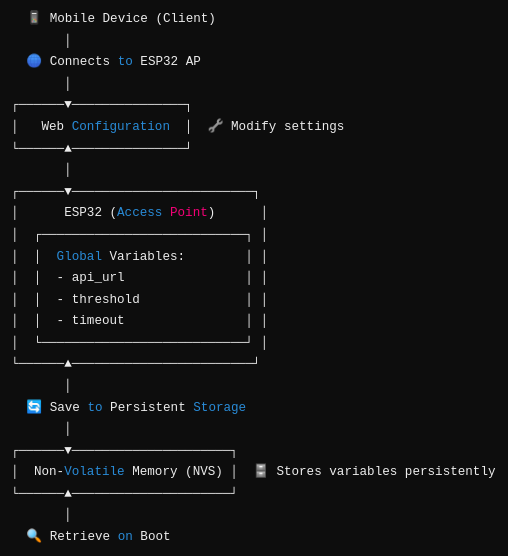 📱 Mobile Device (Client)
🌐 Connects to ESP32 AP
Web Configuration 🔧 Modify settings
ESP32 (Access Point)
Global Variables:
- api_url
- threshold
- timeout
🔄 Save to Persistent Storage
Non-Volatile Memory (NVS) 🗄️ Stores variables persistently
🔍 Retrieve on Boot